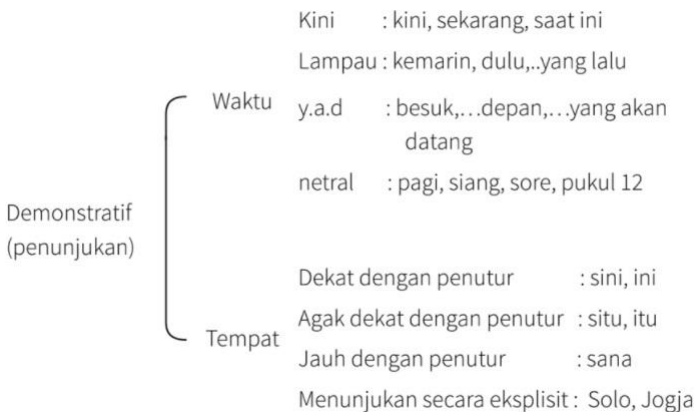 Kini : kini, sekarang, saat ini
Lampau : kemarin, dulu,..yang lalu
Waktu
y.a.d : besuk,...depan,...yang akan
datang
netral : pagi, siang, sore, pukul 12
Demonstratif
(penunjukan)
Dekat dengan penutur : sini, ini
Agak dekat dengan penutur : situ, itu
Tempat
Jauh dengan penutur : sana
Menunjukan secara eksplisit : Solo, Jogja